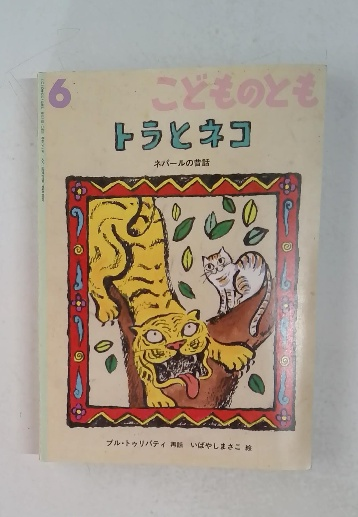 6
こどものとも
トラとネコ
ネパールの昔話
プル・トゥリパティ 再話 いばやしまさこ 絵